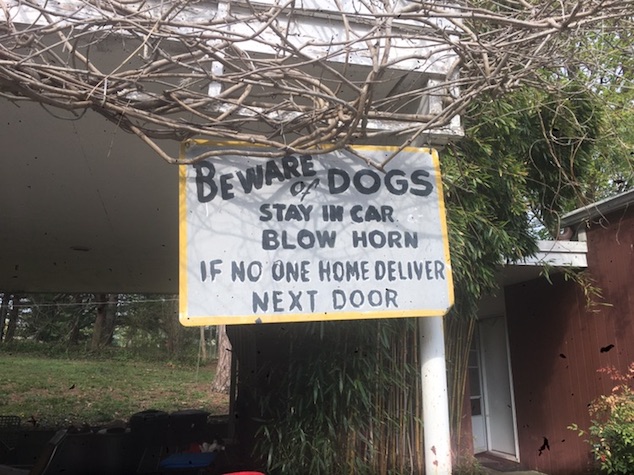 BEWARE of DOGS
STAY IN CAR
BLOW HORN
IF NO ONE HOME DELIVER
NEXT DOOR